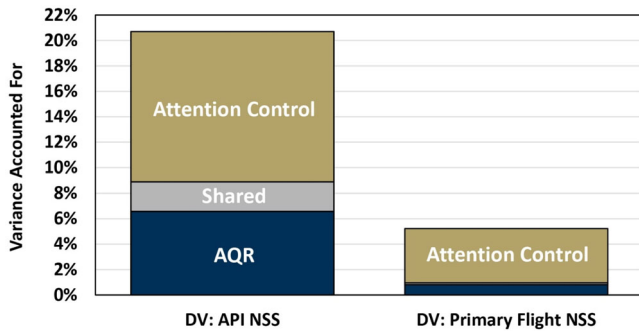 Variance Accounted For
22%
20%
18%
16%
14%
12%
10%
8%
6%
4%
2%
0%
Attention Control
Shared
AQR
Attention Control
DV: API NSS
DV: Primary Flight NSS